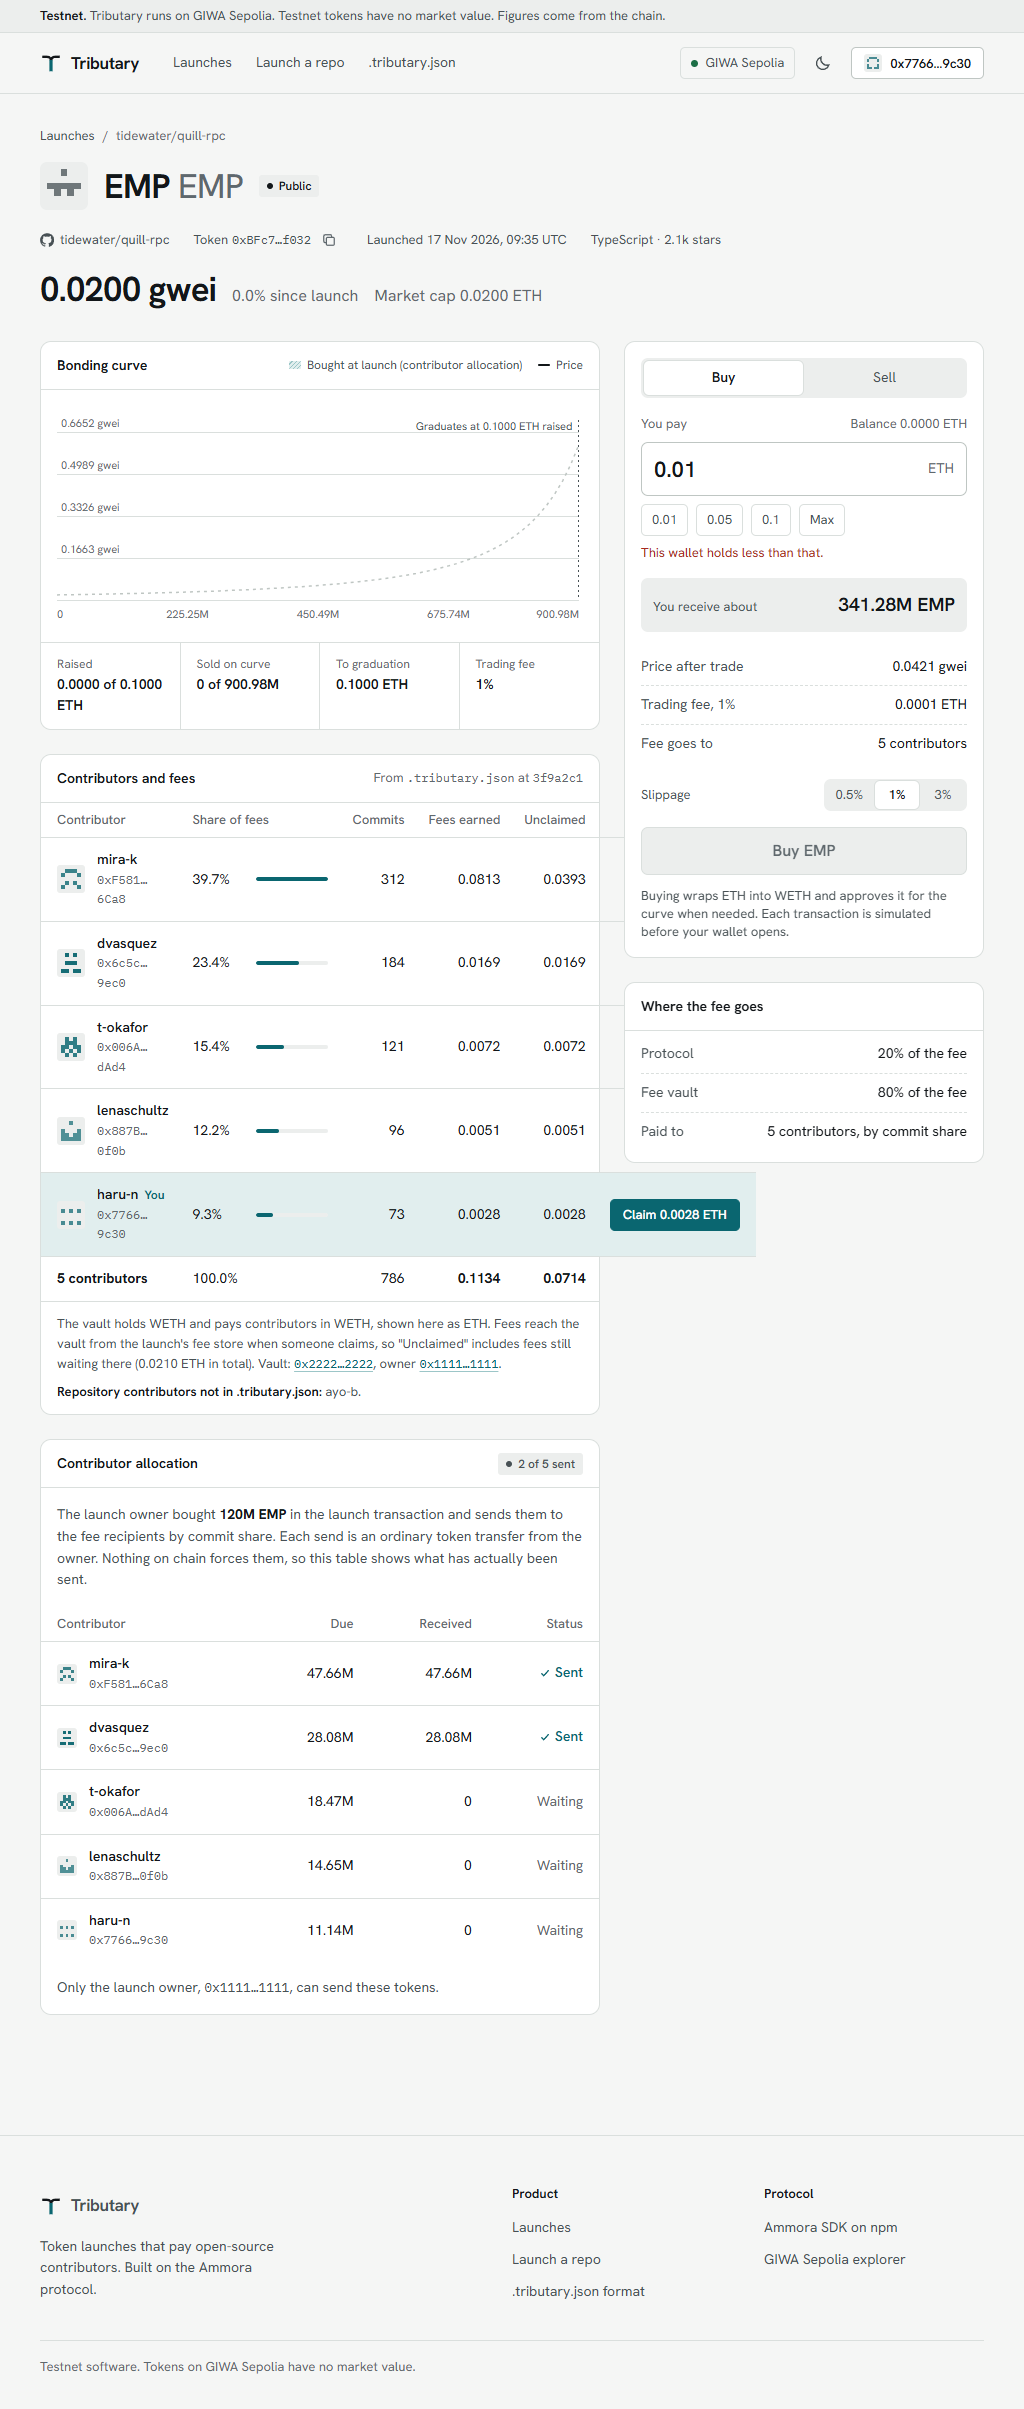 Testnet. Tributary runs on GIWA Sepolia. Testnet tokens have no market value. Figures come from the chain.
Tributary
Launches
Launch a repo
.tributary.json
GIWA Sepolia
0x7766…9c30
Launches / tidewater/quill-rpc
EMP EMP
Public
tidewater/quill-rpc
Token 0xBFc7…f032
Launched 17 Nov 2026, 09:35 UTC
TypeScript · 2.1k stars
0.0200 gwei
0.0% since launch
Market cap 0.0200 ETH
Bonding curve
Bought at launch (contributor allocation)
Price
Graduates at 0.1000 ETH raised
0.6652 gwei
0.4989 gwei
0.3326 gwei
0.1663 gwei
0
225.25M
450.49M
675.74M
900.98M
Raised
0.0000 of 0.1000
ETH
Sold on curve
0 of 900.98M
To graduation
0.1000 ETH
Trading fee
1%
Buy
Sell
You pay
Balance 0.0000 ETH
0.01
ETH
0.01
0.05
0.1
Max
This wallet holds less than that.
You receive about
341.28M EMP
Price after trade
0.0421 gwei
Trading fee, 1%
0.0001 ETH
Fee goes to
5 contributors
Slippage
0.5%
1%
3%
Buy EMP
Buying wraps ETH into WETH and approves it for the
curve when needed. Each transaction is simulated
before your wallet opens.
Where the fee goes
Protocol
20% of the fee
Fee vault
80% of the fee
Paid to
5 contributors, by commit share
Contributors and fees
From .tributary.json at 3f9a2c1
Contributor
Share of fees
Commits
Fees earned
Unclaimed
mira-k
0xF581…
6Ca8
39.7%
312
0.0813
0.0393
dvasquez
0x6c5c…
9ec0
23.4%
184
0.0169
0.0169
t-okafor
0x006A…
dAd4
15.4%
121
0.0072
0.0072
lenaschultz
0x887B…
0f0b
12.2%
96
0.0051
0.0051
haru-n You
0x7766…
9c30
9.3%
73
0.0028
0.0028
Claim 0.0028 ETH
5 contributors
100.0%
786
0.1134
0.0714
The vault holds WETH and pays contributors in WETH, shown here as ETH. Fees reach the
vault from the launch's fee store when someone claims, so "Unclaimed" includes fees still
waiting there (0.0210 ETH in total). Vault: 0x2222…2222, owner 0x1111…1111.
Repository contributors not in .tributary.json: ayo-b.
Contributor allocation
2 of 5 sent
The launch owner bought 120M EMP in the launch transaction and sends them to
the fee recipients by commit share. Each send is an ordinary token transfer from the
owner. Nothing on chain forces them, so this table shows what has actually been
sent.
Contributor
Due
Received
Status
mira-k
0xF581…6Ca8
47.66M
47.66M
Sent
dvasquez
0x6c5c…9ec0
28.08M
28.08M
Sent
t-okafor
0x006A…dAd4
18.47M
0
Waiting
lenaschultz
0x887B…0f0b
14.65M
0
Waiting
haru-n
0x7766…9c30
11.14M
0
Waiting
Only the launch owner, 0x1111…1111, can send these tokens.
Tributary
Token launches that pay open-source
contributors. Built on the Ammora
protocol.
Product
Launches
Launch a repo
.tributary.json format
Protocol
Ammora SDK on npm
GIWA Sepolia explorer
Testnet software. Tokens on GIWA Sepolia have no market value.